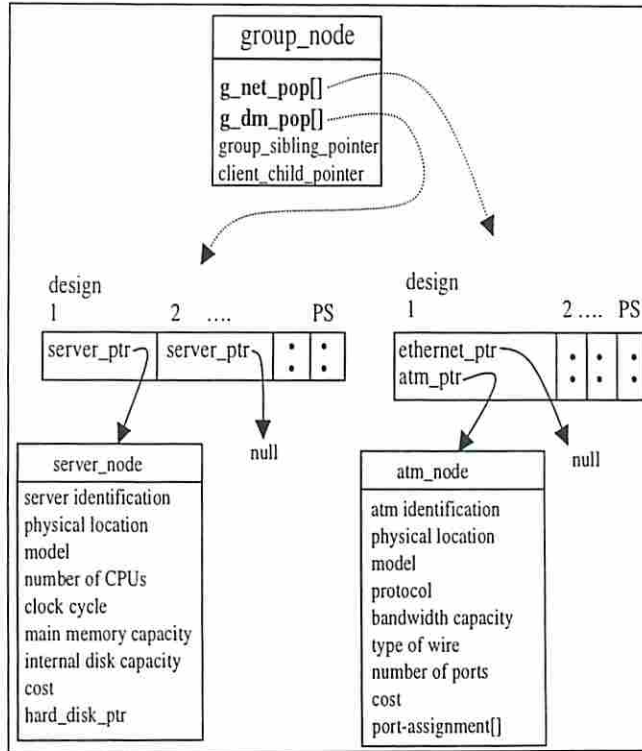 group_node
g_net_pop[]
g_dm_pop[]
group_sibling_pointer
client_child_pointer
design
1 2 .... PS
server_ptr server_ptr : :
null
server_node
server identification
physical location
model
number of CPUs
clock cycle
main memory capacity
internal disk capacity
cost
hard_disk_ptr
design
1 2 .... PS
ethernet_ptr : :
atm_ptr
null
atm_node
atm identification
physical location
model
protocol
bandwidth capacity
type of wire
number of ports
cost
port-assignment[]